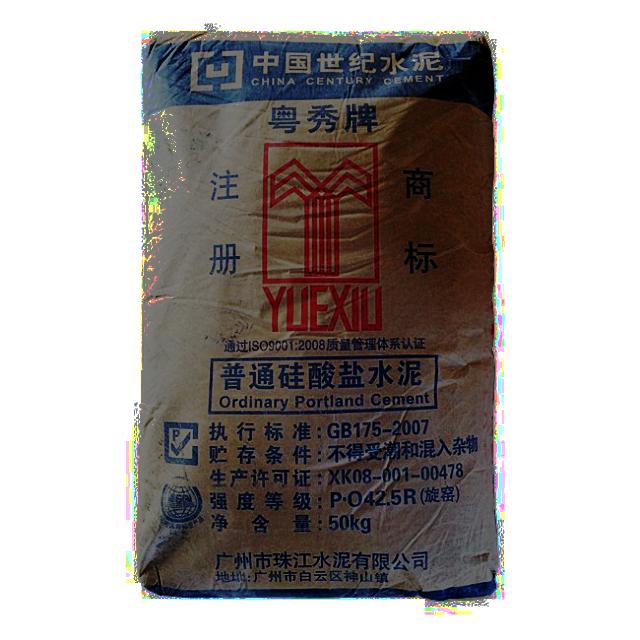 中国世纪水泥
CHINA CENTURY CEMENT
粤秀牌
注册 商标
YUEXIU
通过ISO9001:2008质量管理体系认证
普通硅酸盐水泥
Ordinary Portland Cement
执行标准:GB175-2007
贮存条件:不得受潮和混入杂物
生产许可证:XK08-001-00478
强度等级:P·O42.5R(旋窑)
净含量:50kg
广州市珠江水泥有限公司
地址:广州市白云区神山镇